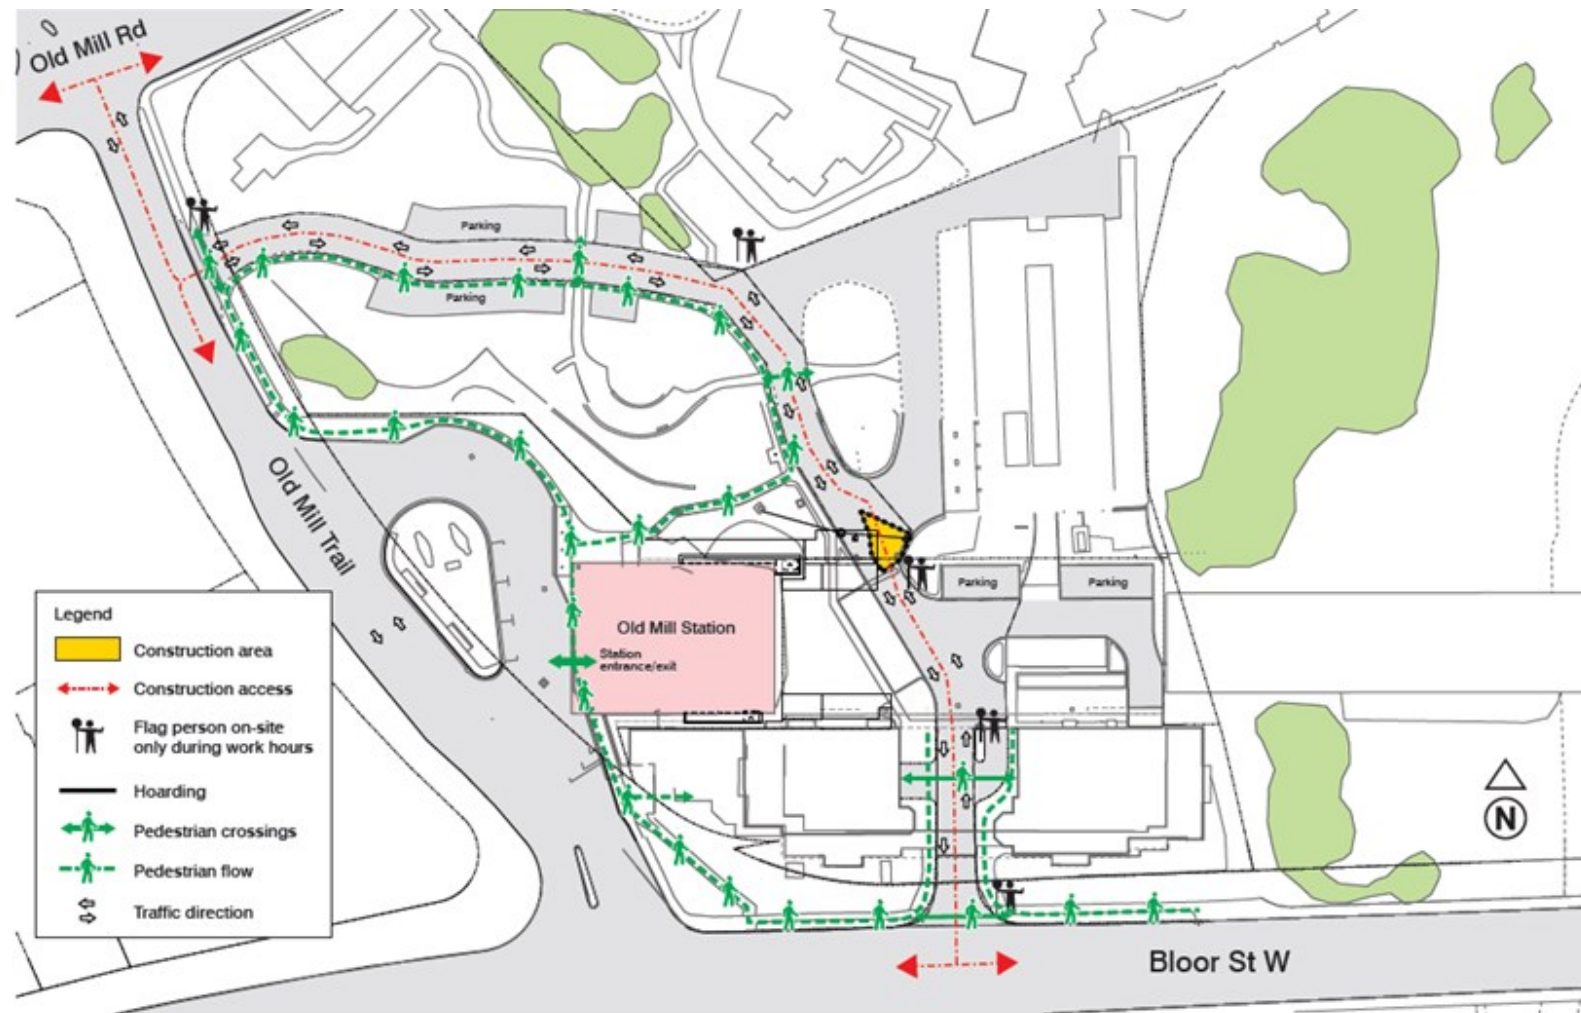 Old Mill Rd
Parking
Parking
Old Mill Trail
Parking
Parking
Old Mill Station
Station
entrance/exit
Legend
Construction area
Construction access
Flag person on-site
only during work hours
Hoarding
Pedestrian crossings
Pedestrian flow
Traffic direction
N
Bloor St W